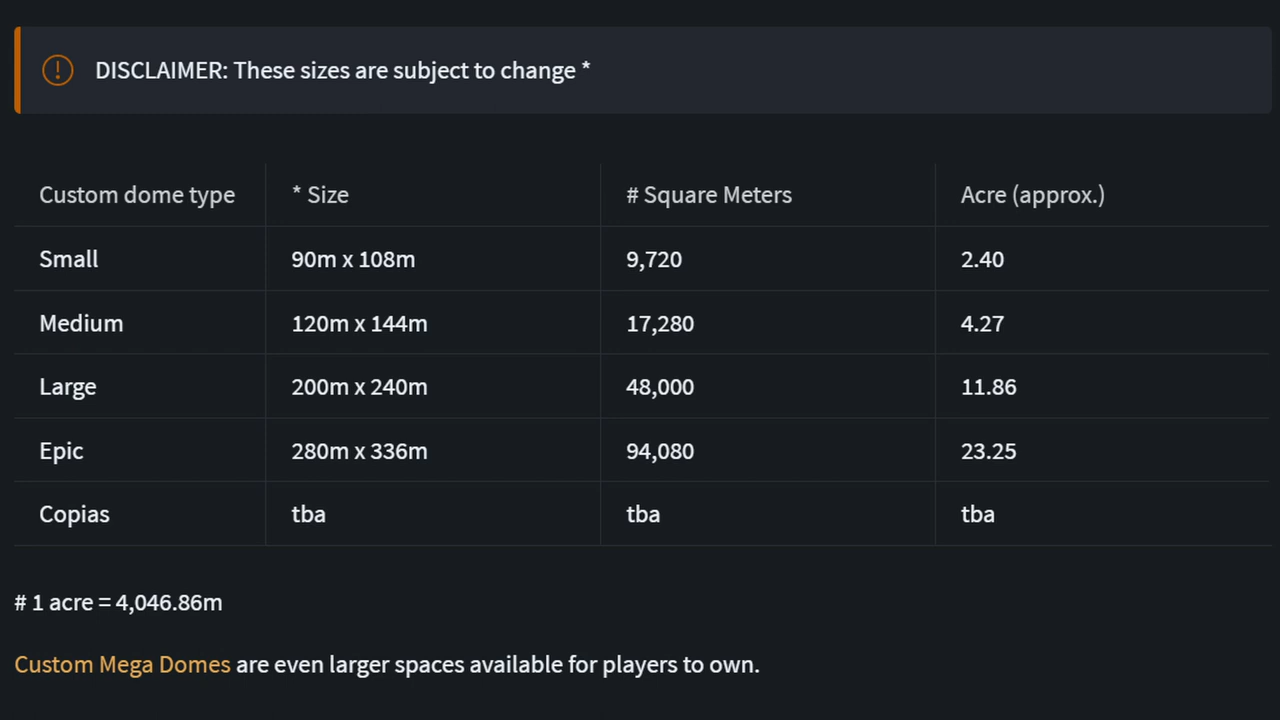 DISCLAIMER: These sizes are subject to change *
Custom dome type * Size # Square Meters Acre (approx.)
Small 90m x 108m 9,720 2.40
Medium 120m x 144m 17,280 4.27
Large 200m x 240m 48,000 11.86
Epic 280m x 336m 94,080 23.25
Copias tba tba tba
# 1 acre = 4,046.86m
Custom Mega Domes are even larger spaces available for players to own.